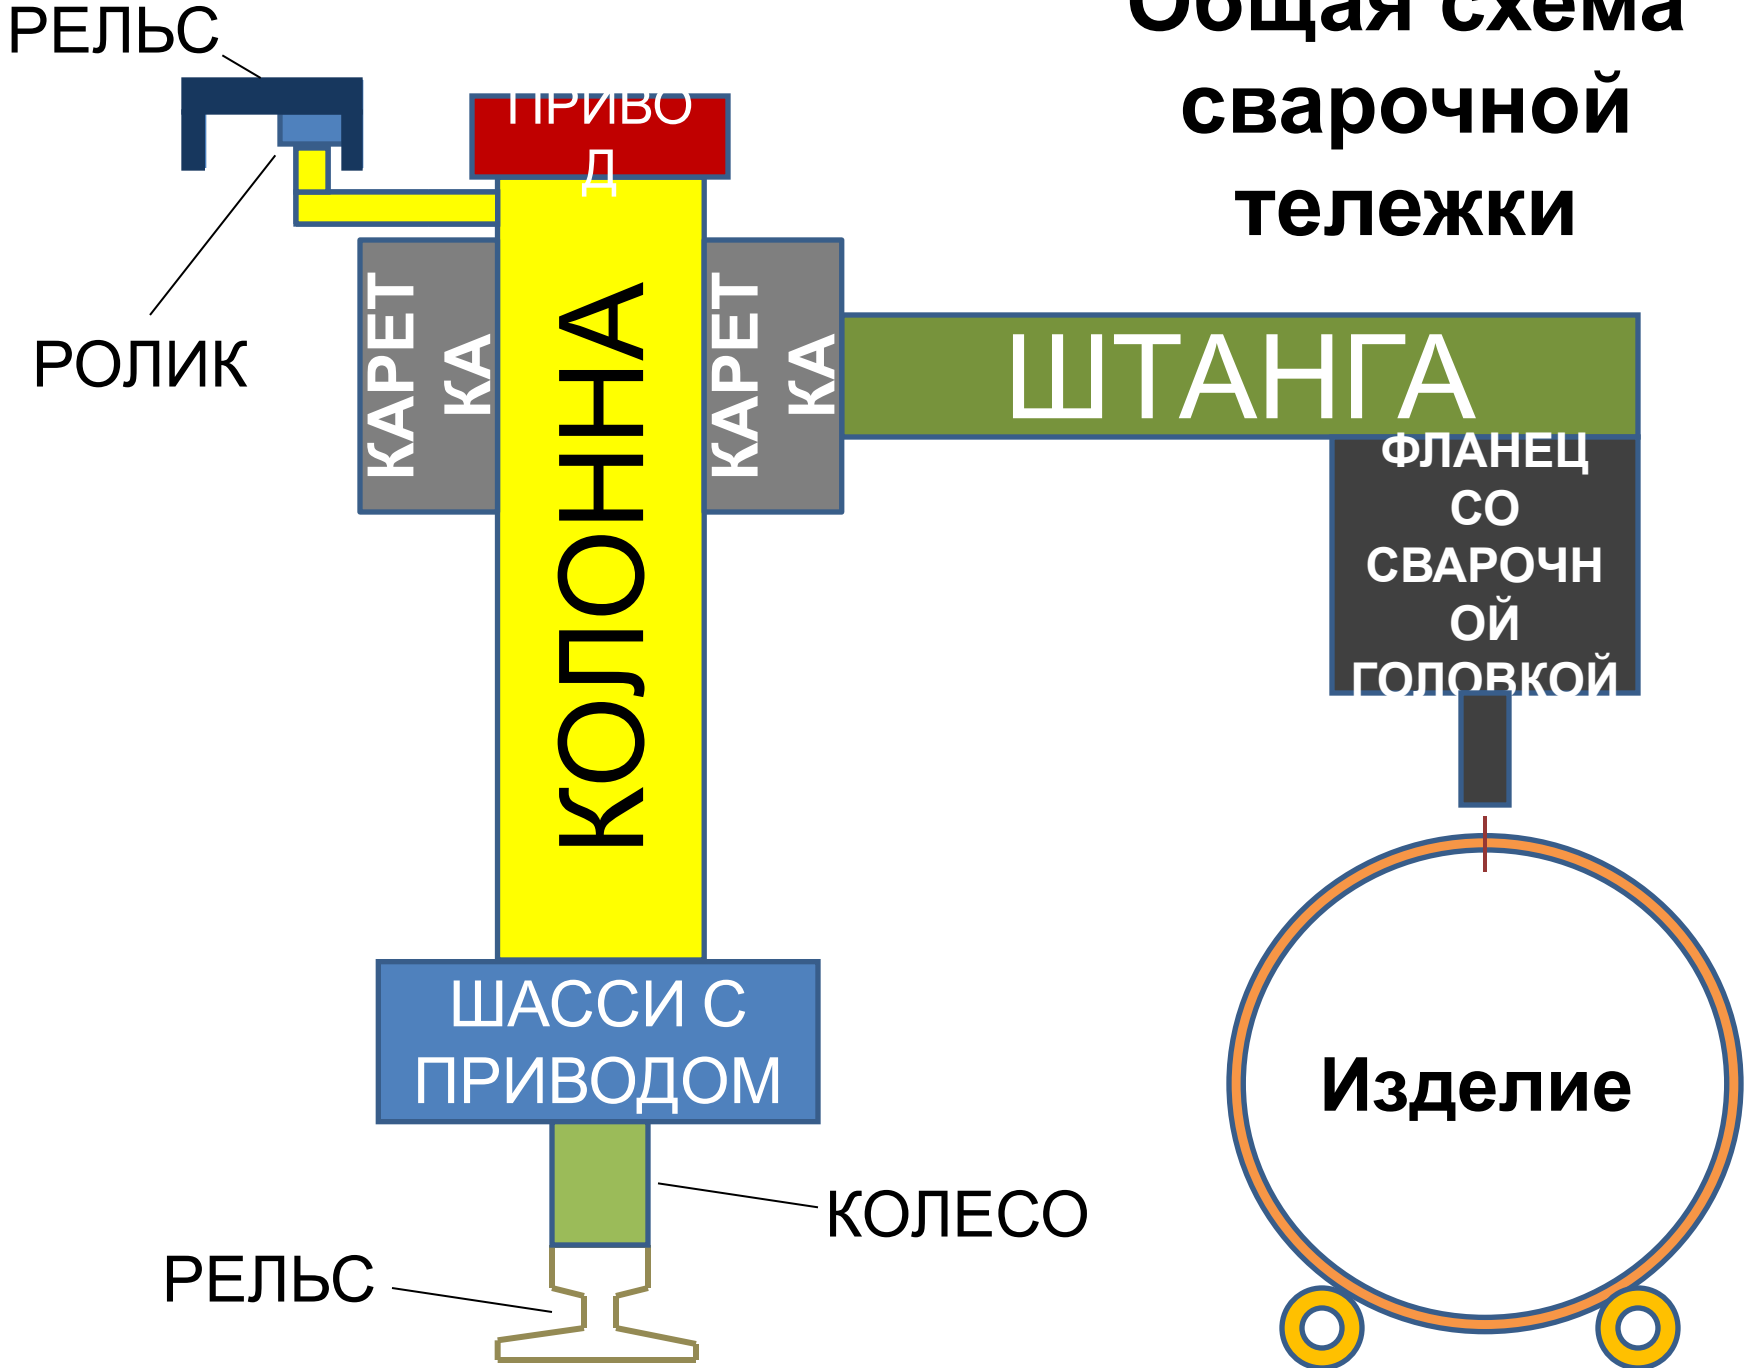 РЕЛЬС
Общая схема
сварочной
тележки
ПРИВО
Д
РОЛИК
КАРЕТ
КА
КОЛОННА
КАРЕТ
КА
ШТАНГА
ФЛАНЕЦ
СО
СВАРОЧН
ОЙ
ГОЛОВКОЙ
ШАССИ С
ПРИВОДОМ
Изделие
КОЛЕСО
РЕЛЬС